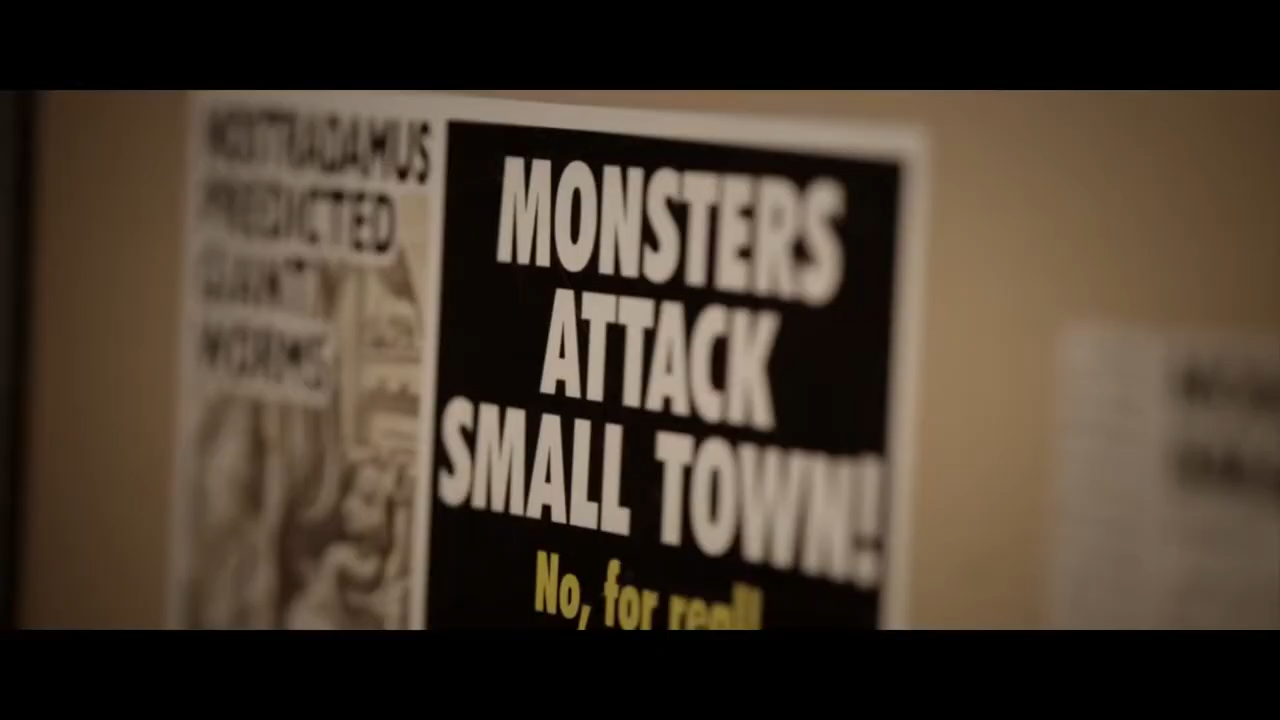 NOSTRADAMUS
PREDICTED
GIANT
WORMS
MONSTERS
ATTACK
SMALL TOWN!
No, for real!